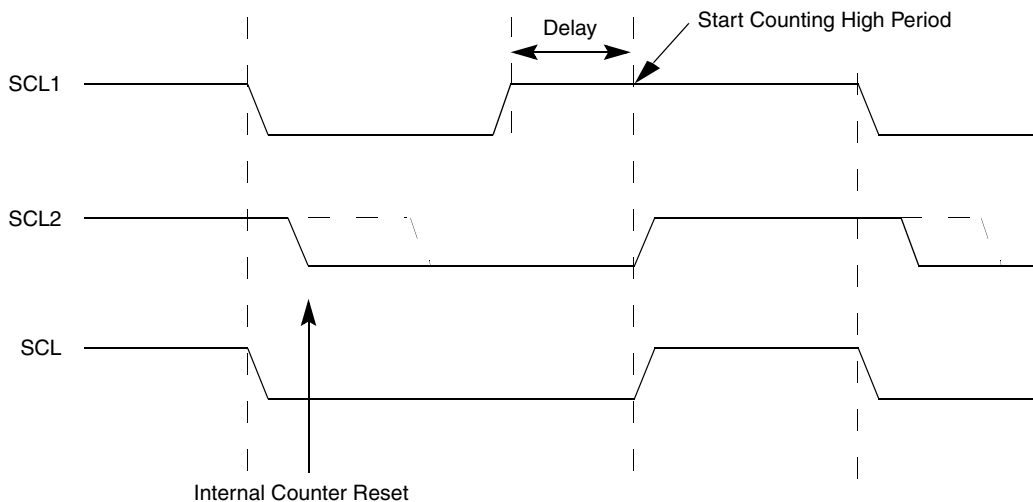 Start Counting High Period
Delay
SCL1
SCL2
SCL
Internal Counter Reset